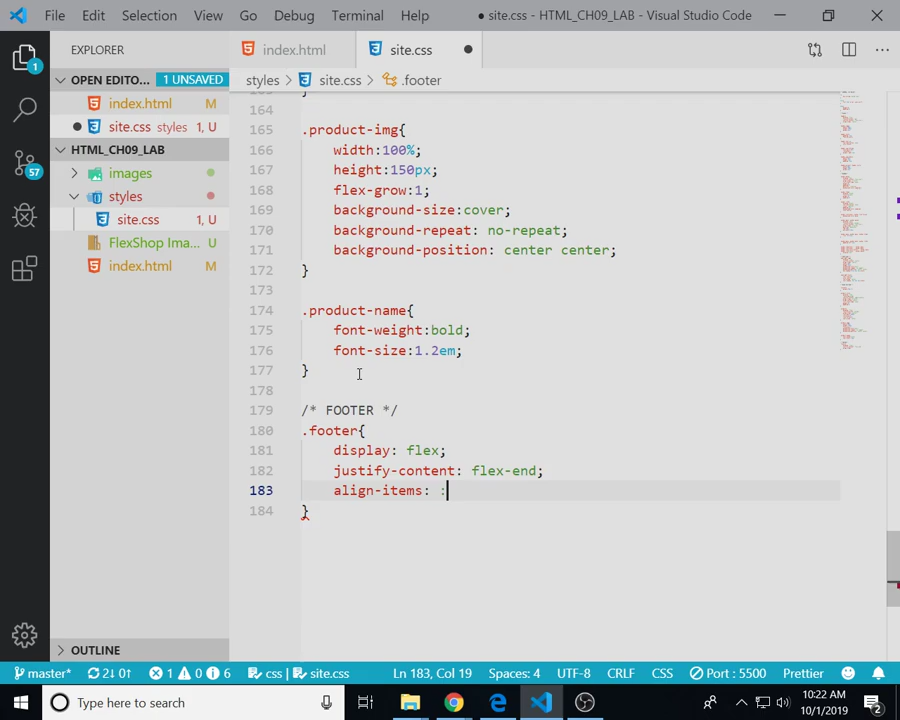 File Edit Selection View Go Debug Terminal Help ● site.css - HTML_CH09_LAB - Visual Studio Code
EXPLORER
index.html
site.css
OPEN EDITO... 1 UNSAVED
styles > site.css > .footer
index.html M
site.css styles 1, U
HTML_CH09_LAB
images
styles
site.css 1, U
FlexShop Ima... U
index.html M
OUTLINE
1
57
164
165 .product-img{
166 width:100%;
167 height:150px;
168 flex-grow:1;
169 background-size:cover;
170 background-repeat: no-repeat;
171 background-position: center center;
172 }
173
174 .product-name{
175 font-weight:bold;
176 font-size:1.2em;
177 }
178
179 /* FOOTER */
180 .footer{
181 display: flex;
182 justify-content: flex-end;
183 align-items: :
184 }
master* 2↓ 0↑ 1 0 6 css | site.css Ln 183, Col 19 Spaces: 4 UTF-8 CRLF CSS Port : 5500 Prettier
Type here to search
10:22 AM
10/1/2019
2